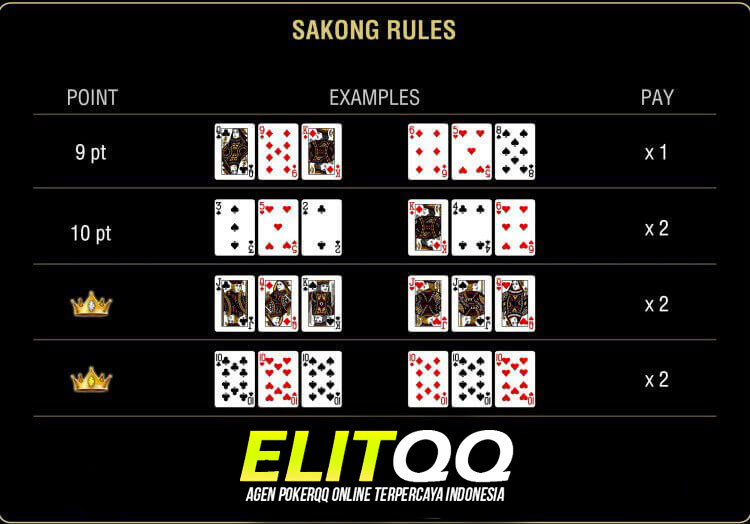 SAKONG RULES
POINT EXAMPLES PAY
9 pt x 1
10 pt x 2
x 2
x 2
ELITQQ
AGEN POKERQQ ONLINE TERPERCAYA INDONESIA